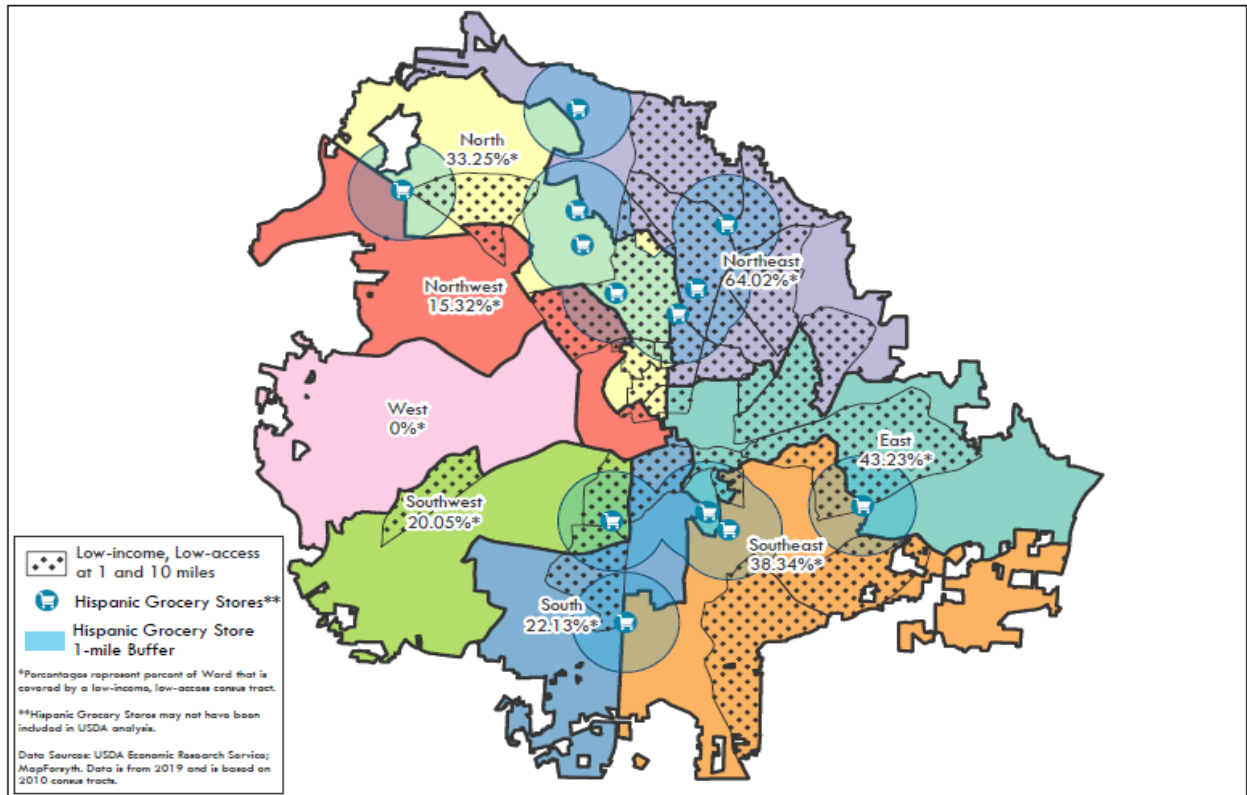 North
33.25%*
Northeast
64.02%*
Northwest
15.32%*
West
0%*
East
43.23%*
Southwest
20.05%*
Southeast
38.34%*
South
22.13%*
Low-income, Low-access
at 1 and 10 miles
Hispanic Grocery Stores**
Hispanic Grocery Store
1-mile Buffer
*Percentages represent percent of Ward that is
covered by a low-income, low-access census tract.
**Hispanic Grocery Stores may not have been
included in USDA analysis.
Data Sources: USDA Economic Research Service;
MapForsyth. Data is from 2019 and is based on
2010 census tracts.